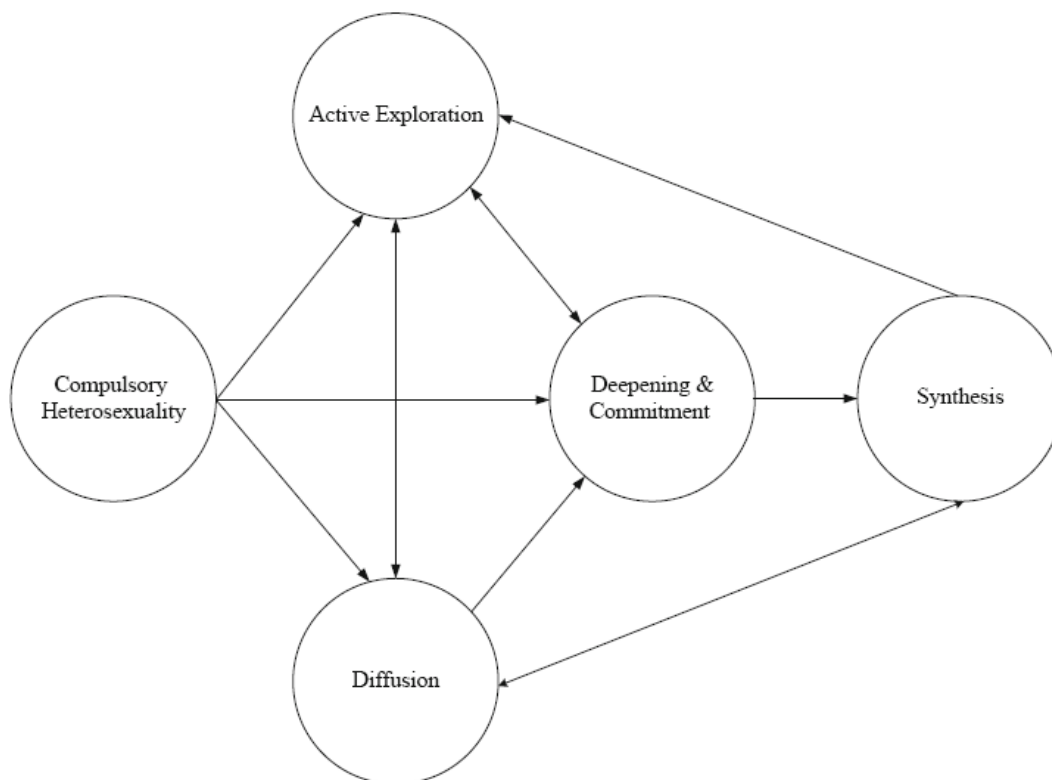 Active Exploration
Compulsory
Heterosexuality
Deepening &
Commitment
Synthesis
Diffusion